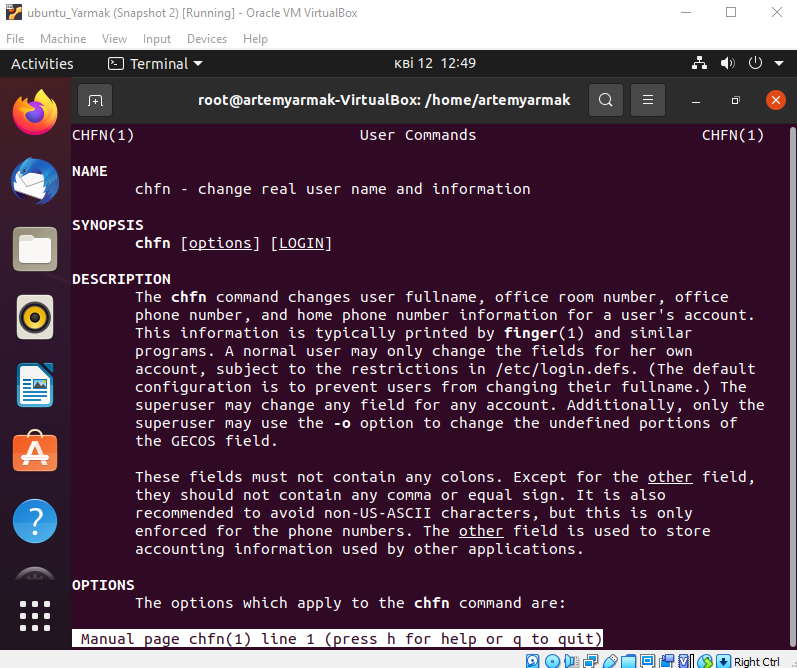 ubuntu_Yarmak (Snapshot 2) [Running] - Oracle VM VirtualBox
File Machine View Input Devices Help
Activities Terminal кві 12 12:49
root@artemyarmak-VirtualBox: /home/artemyarmak
CHFN(1) User Commands CHFN(1)
NAME
chfn - change real user name and information
SYNOPSIS
chfn [options] [LOGIN]
DESCRIPTION
The chfn command changes user fullname, office room number, office
phone number, and home phone number information for a user's account.
This information is typically printed by finger(1) and similar
programs. A normal user may only change the fields for her own
account, subject to the restrictions in /etc/login.defs. (The default
configuration is to prevent users from changing their fullname.) The
superuser may change any field for any account. Additionally, only the
superuser may use the -o option to change the undefined portions of
the GECOS field.
These fields must not contain any colons. Except for the other field,
they should not contain any comma or equal sign. It is also
recommended to avoid non-US-ASCII characters, but this is only
enforced for the phone numbers. The other field is used to store
accounting information used by other applications.
OPTIONS
The options which apply to the chfn command are:
Manual page chfn(1) line 1 (press h for help or q to quit)
Right Ctrl